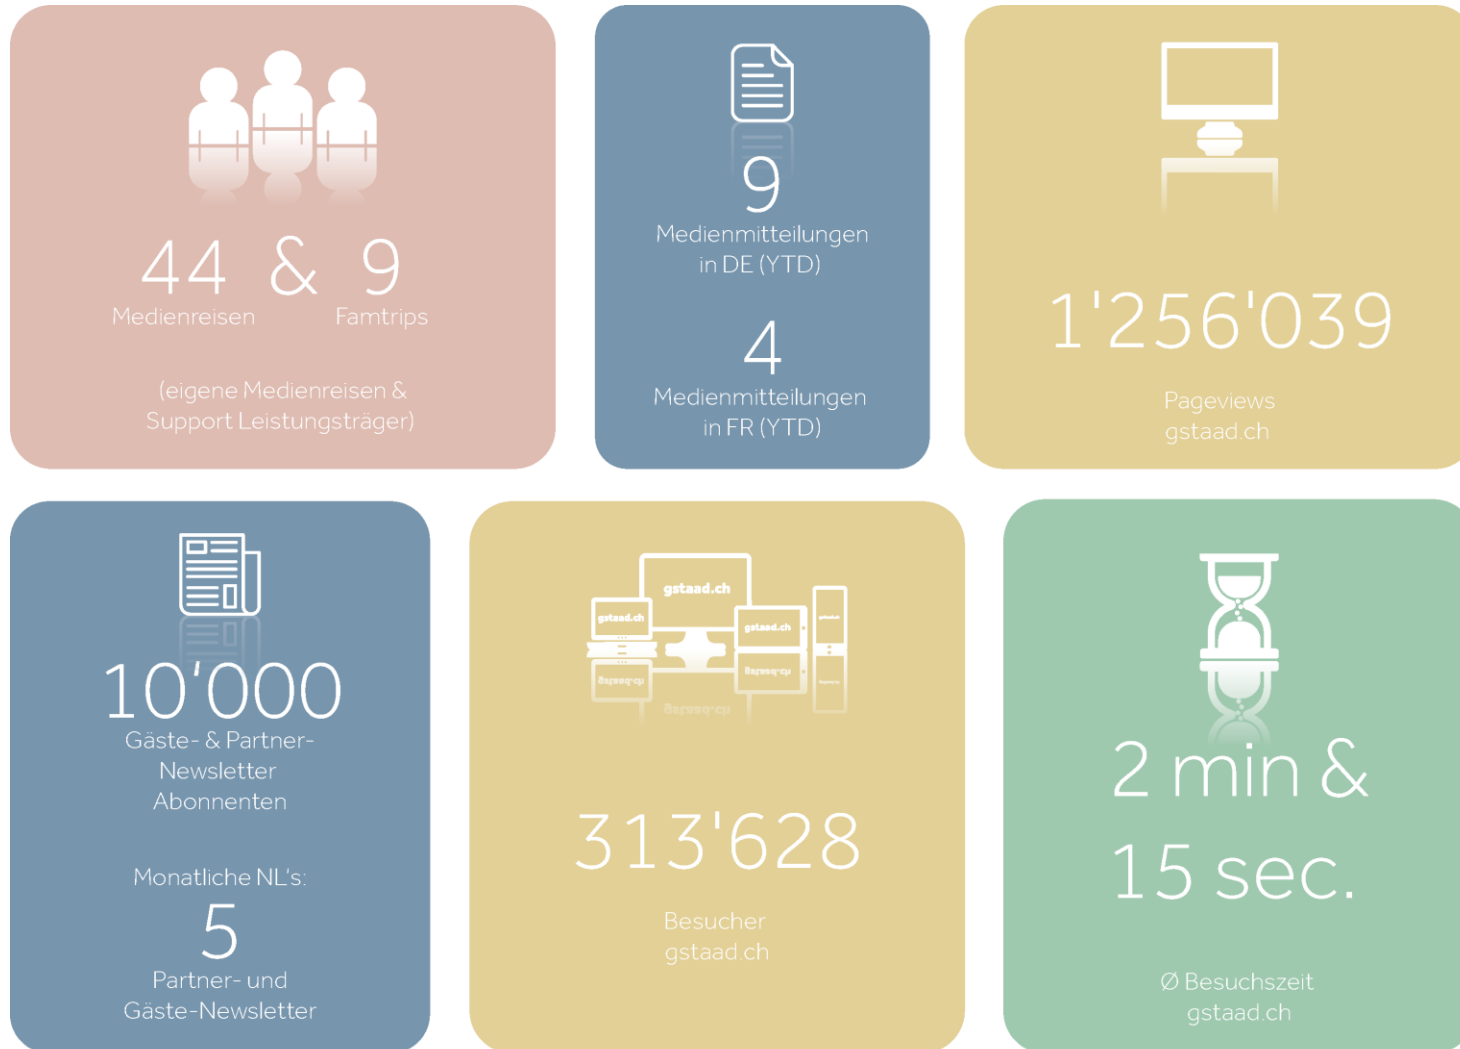 44 & 9
Medienreisen Famtrips
(eigene Medienreisen &
Support Leistungsträger)
9
Medienmitteilungen
in DE (YTD)
4
Medienmitteilungen
in FR (YTD)
1'256'039
Pageviews
gstaad.ch
10'000
Gäste- & Partner-
Newsletter
Abonnenten
Monatliche NL's:
5
Partner- und
Gäste-Newsletter
gstaad.ch
gstaad.ch
gstaad.ch
gstaad.ch
313'628
Besucher
gstaad.ch
2 min &
15 sec.
Ø Besuchszeit
gstaad.ch